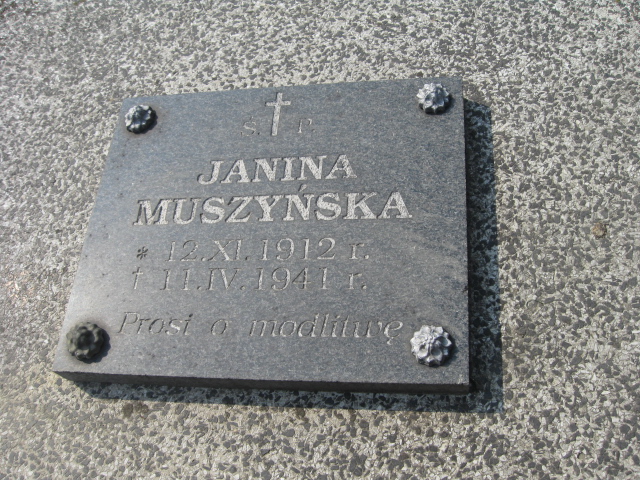 S. † P.
JANINA
MUSZYŃSKA
* 12.XI.1912 r.
† 11.IV.1941 r.
Prosi o modlitwę